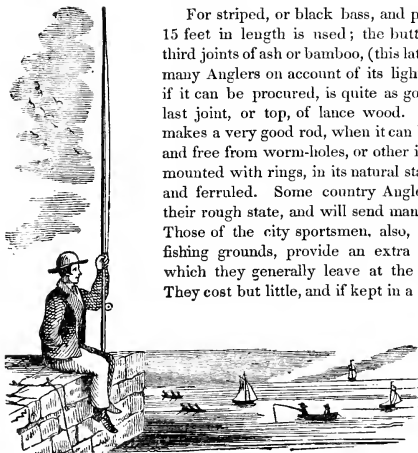 For striped, or black bass, and p
15 feet in length is used; the butt
third joints of ash or bamboo, (this lat
many Anglers on account of its ligh
if it can be procured, is quite as go
last joint, or top, of lance wood.
makes a very good rod, when it can
and free from worm-holes, or other i
mounted with rings, in its natural sta
and ferruled. Some country Angle
their rough state, and will send man
Those of the city sportsmen, also,
fishing grounds, provide an extra
which they generally leave at the
They cost but little, and if kept in a